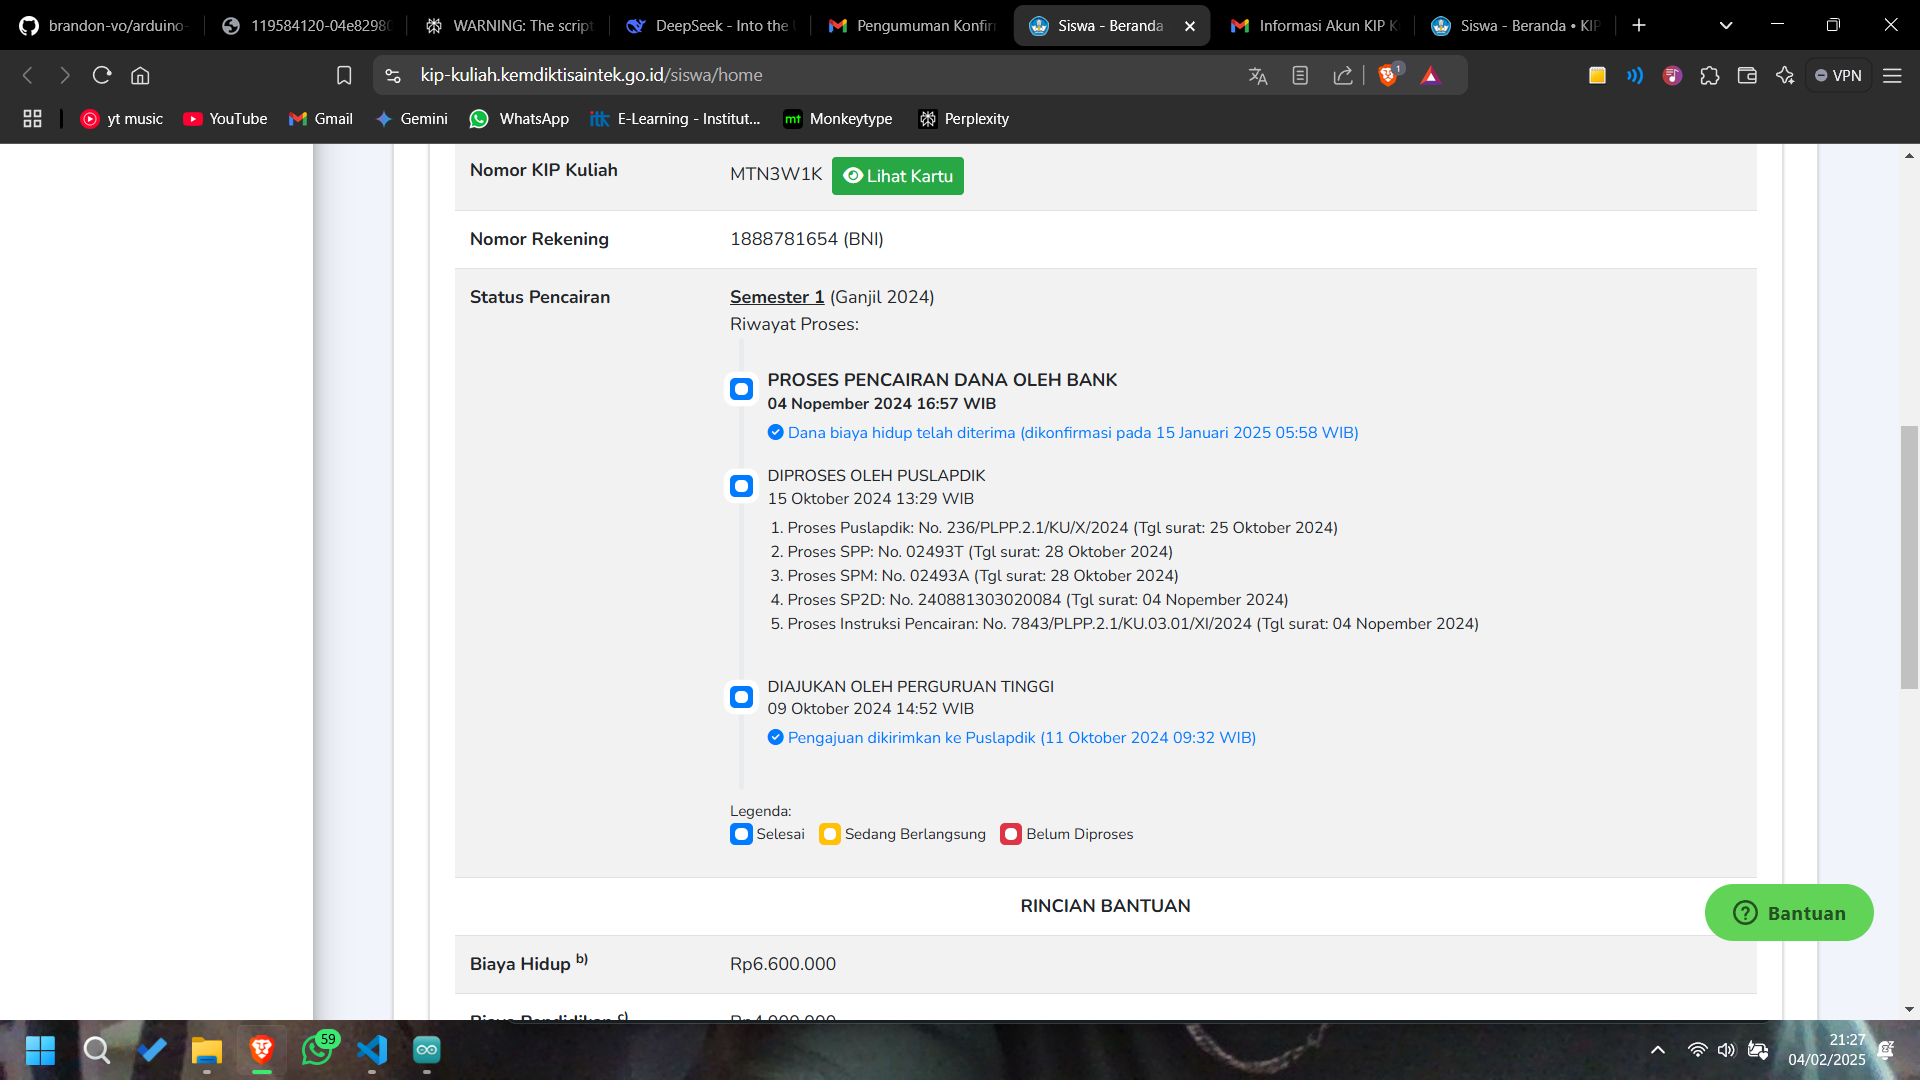 brandon-vo/arduino-
119584120-04e8298
WARNING: The script
DeepSeek - Into the
Pengumuman Konfir
Siswa - Beranda
Informasi Akun KIP K
Siswa - Beranda • KIP
kip-kuliah.kemdiktisaintek.go.id/siswa/home
1
VPN
yt music
YouTube
Gmail
Gemini
WhatsApp
itk E-Learning - Institut...
mt Monkeytype
Perplexity
Nomor KIP Kuliah
MTN3W1K
Lihat Kartu
Nomor Rekening
1888781654 (BNI)
Status Pencairan
Semester 1 (Ganjil 2024)
Riwayat Proses:
PROSES PENCAIRAN DANA OLEH BANK
04 Nopember 2024 16:57 WIB
Dana biaya hidup telah diterima (dikonfirmasi pada 15 Januari 2025 05:58 WIB)
DIPROSES OLEH PUSLAPDIK
15 Oktober 2024 13:29 WIB
1. Proses Puslapdik: No. 236/PLPP.2.1/KU/X/2024 (Tgl surat: 25 Oktober 2024)
2. Proses SPP: No. 02493T (Tgl surat: 28 Oktober 2024)
3. Proses SPM: No. 02493A (Tgl surat: 28 Oktober 2024)
4. Proses SP2D: No. 240881303020084 (Tgl surat: 04 Nopember 2024)
5. Proses Instruksi Pencairan: No. 7843/PLPP.2.1/KU.03.01/XI/2024 (Tgl surat: 04 Nopember 2024)
DIAJUKAN OLEH PERGURUAN TINGGI
09 Oktober 2024 14:52 WIB
Pengajuan dikirimkan ke Puslapdik (11 Oktober 2024 09:32 WIB)
Legenda:
Selesai
Sedang Berlangsung
Belum Diproses
RINCIAN BANTUAN
Bantuan
Biaya Hidup b)
Rp6.600.000
Biaya Pendidikan c)
Rp4.000.000
59
21:27
04/02/2025